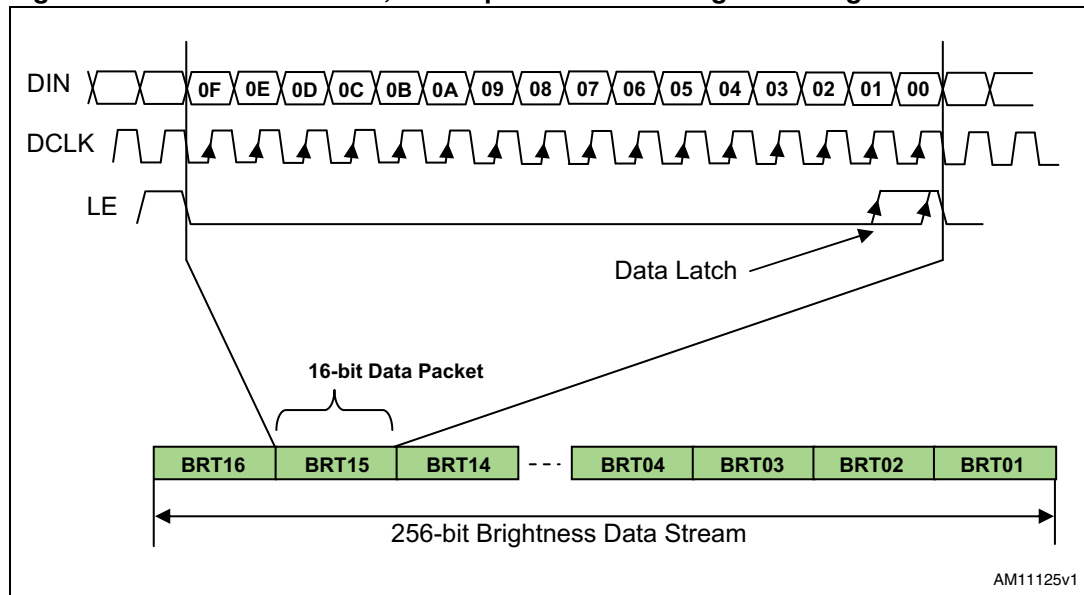 DIN 0F 0E 0D 0C 0B 0A 09 08 07 06 05 04 03 02 01 00
DCLK
LE
Data Latch
16-bit Data Packet
BRT16 BRT15 BRT14 BRT04 BRT03 BRT02 BRT01
256-bit Brightness Data Stream
AM11125v1